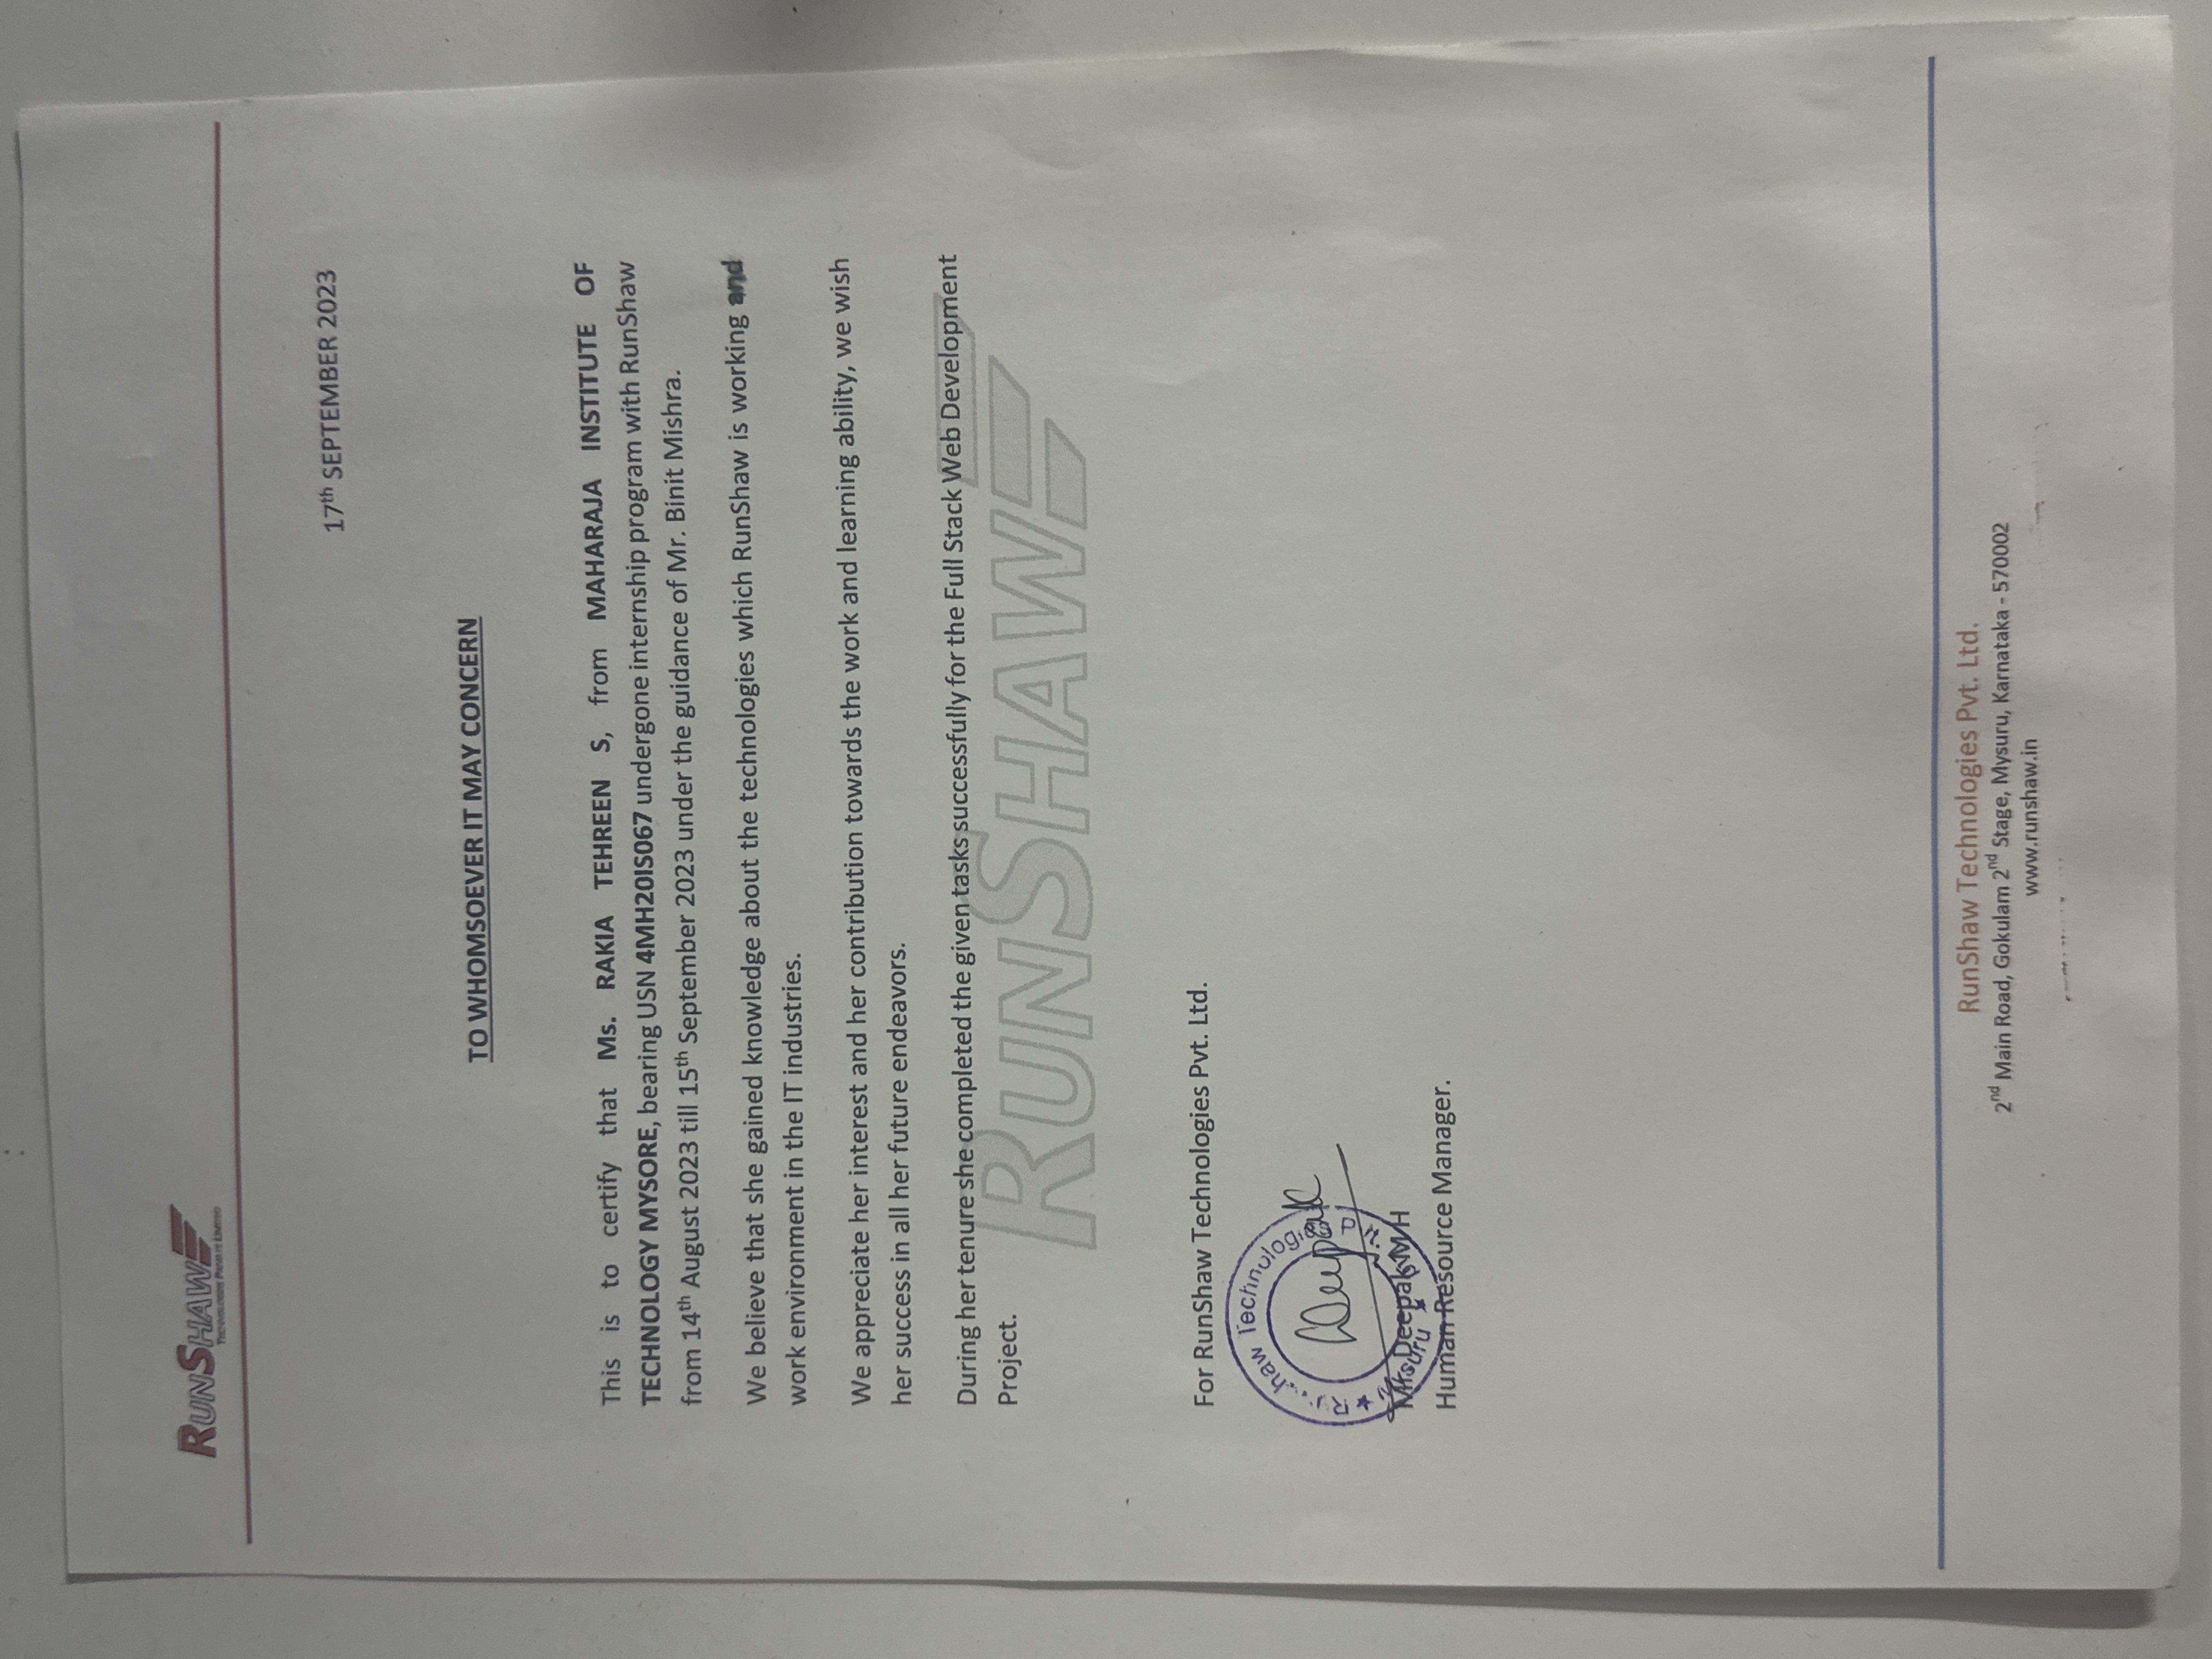 RUNSHAW
TECHNOLOGIES PRIVATE LIMITED
17th SEPTEMBER 2023
TO WHOMSOEVER IT MAY CONCERN
This is to certify that Ms. RAKIA TEHREEN S, from MAHARAJA INSTITUTE OF
TECHNOLOGY MYSORE, bearing USN 4MH20IS067 undergone internship program with RunShaw
from 14th August 2023 till 15th September 2023 under the guidance of Mr. Binit Mishra.
We believe that she gained knowledge about the technologies which RunShaw is working and
work environment in the IT industries.
We appreciate her interest and her contribution towards the work and learning ability, we wish
her success in all her future endeavors.
During her tenure she completed the given tasks successfully for the Full Stack Web Development
Project.
RUNSHAW
For RunShaw Technologies Pvt. Ltd.
Technologies Pvt. Ltd
Deepak
Mr. Deepak M H
Human Resource Manager.
RunShaw Technologies Pvt. Ltd.
2nd Main Road, Gokulam 2nd Stage, Mysuru, Karnataka - 570002
www.runshaw.in